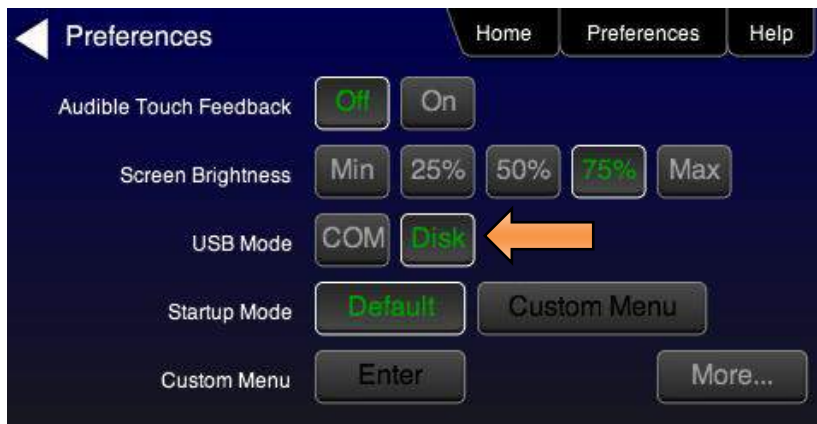 Preferences Home Preferences Help
Audible Touch Feedback Off On
Screen Brightness Min 25% 50% 75% Max
USB Mode COM Disk
Startup Mode Default Custom Menu
Custom Menu Enter More...